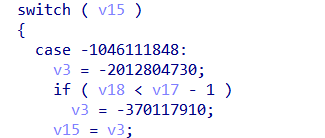 switch ( v15 )
{
case -1046111848:
v3 = -2012804730;
if ( v18 < v17 - 1 )
v3 = -370117910;
v15 = v3;